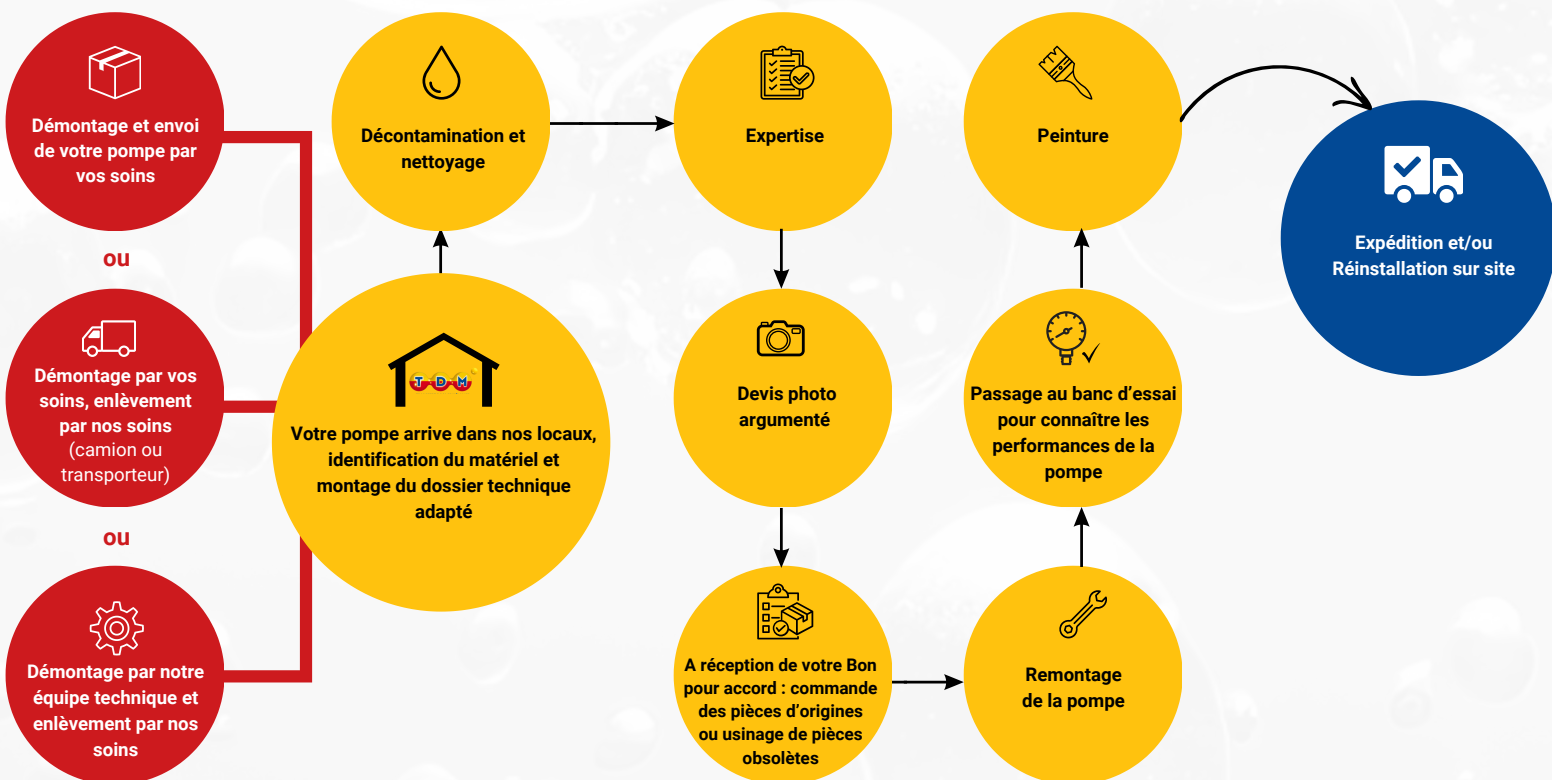 Démontage et envoi
de votre pompe par
vos soins
ou
Démontage par vos
soins, enlèvement
par nos soins
(camion ou
transporteur)
ou
Démontage par notre
équipe technique et
enlèvement par nos
soins
T D M
Votre pompe arrive dans nos locaux,
identification du matériel et
montage du dossier technique
adapté
Décontamination et
nettoyage
Expertise
Devis photo
argumenté
A réception de votre Bon
pour accord : commande
des pièces d’origines
ou usinage de pièces
obsolètes
Remontage
de la pompe
Passage au banc d’essai
pour connaître les
performances de la
pompe
Peinture
Expédition et/ou
Réinstallation sur site